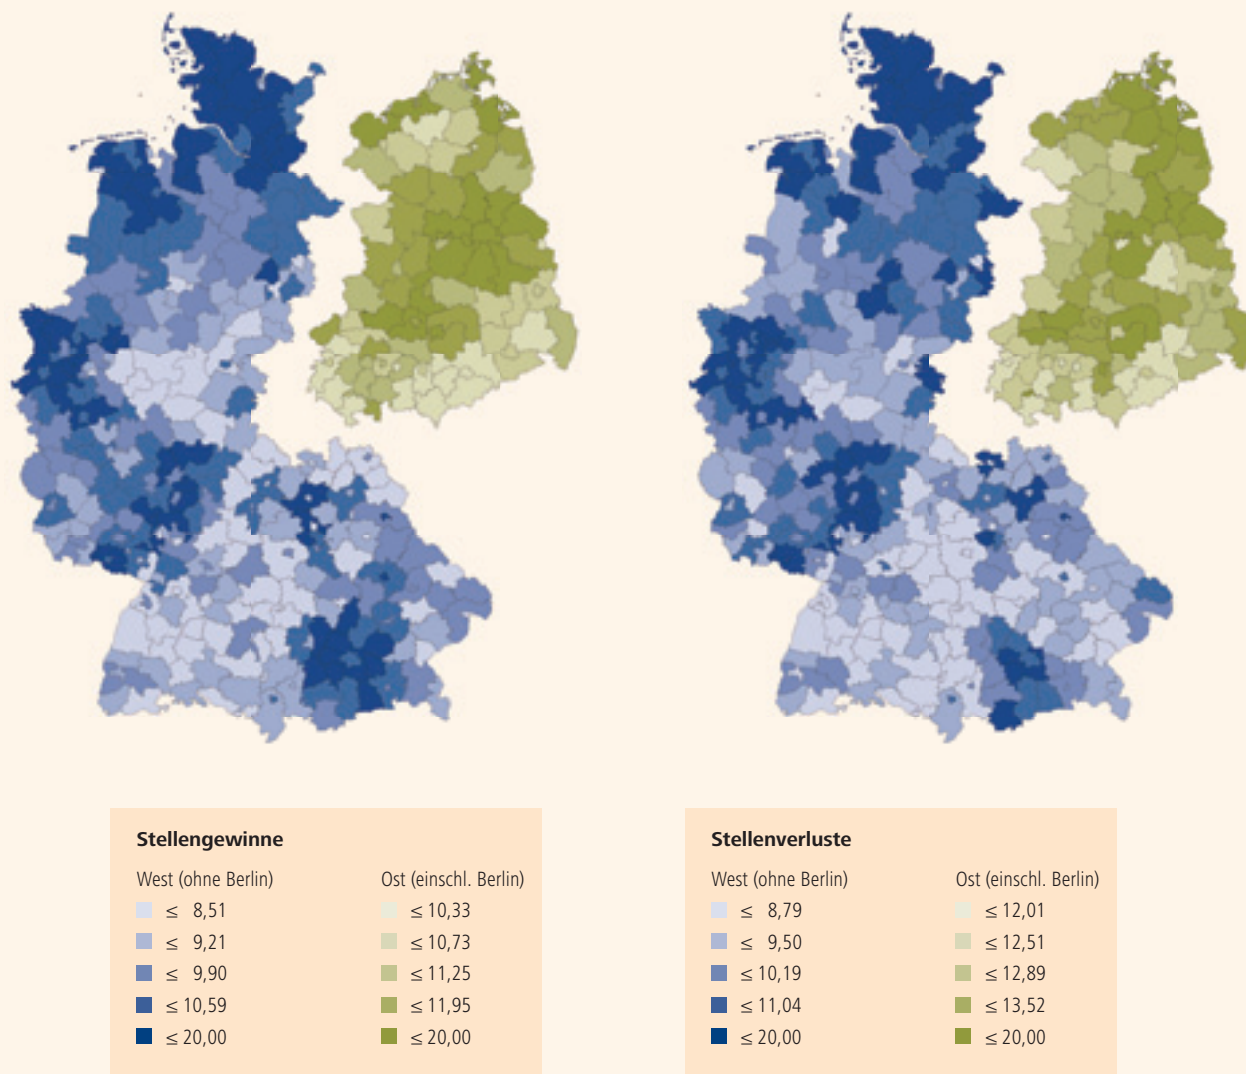 Stellengewinne
West (ohne Berlin) Ost (einschl. Berlin)
≤ 8,51 ≤ 10,33
≤ 9,21 ≤ 10,73
≤ 9,90 ≤ 11,25
≤ 10,59 ≤ 11,95
≤ 20,00 ≤ 20,00
Stellenverluste
West (ohne Berlin) Ost (einschl. Berlin)
≤ 8,79 ≤ 12,01
≤ 9,50 ≤ 12,51
≤ 10,19 ≤ 12,89
≤ 11,04 ≤ 13,52
≤ 20,00 ≤ 20,00